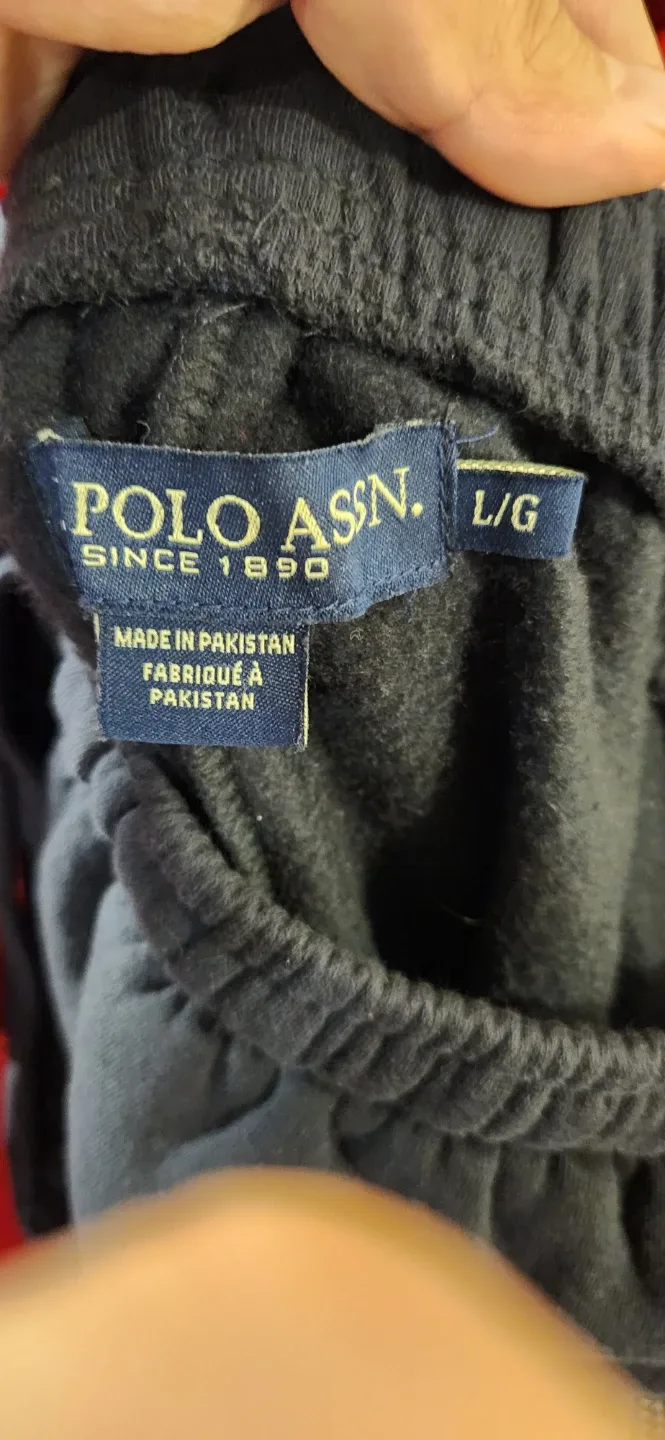 POLO ASSN.
SINCE 1890
L/G
MADE IN PAKISTAN
FABRIQUÉ À
PAKISTAN